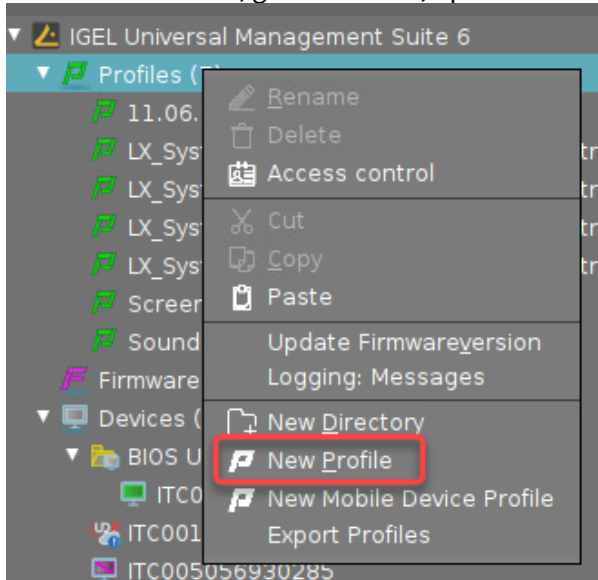 IGEL Universal Management Suite 6
Profiles (
Rename
11.06.
Delete
LX_Sys
Access control
LX_Sys
Cut
LX_Sys
Copy
LX_Sys
Paste
Screer
Sound
Update Firmwareversion
Firmware
Logging: Messages
Devices (
New Directory
BIOS U
New Profile
ITC0
New Mobile Device Profile
ITC001
Export Profiles
ITC005056930285